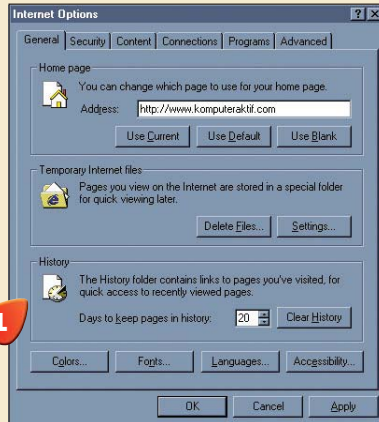 Internet Options
General Security Content Connections Programs Advanced
Home page
You can change which page to use for your home page.
Address: http://www.komputeraktif.com
Use Current Use Default Use Blank
Temporary Internet files
Pages you view on the Internet are stored in a special folder
for quick viewing later.
Delete Files... Settings...
History
The History folder contains links to pages you've visited, for
quick access to recently viewed pages.
1
Days to keep pages in history: 20 Clear History
Colors... Fonts... Languages... Accessibility...
OK Cancel Apply